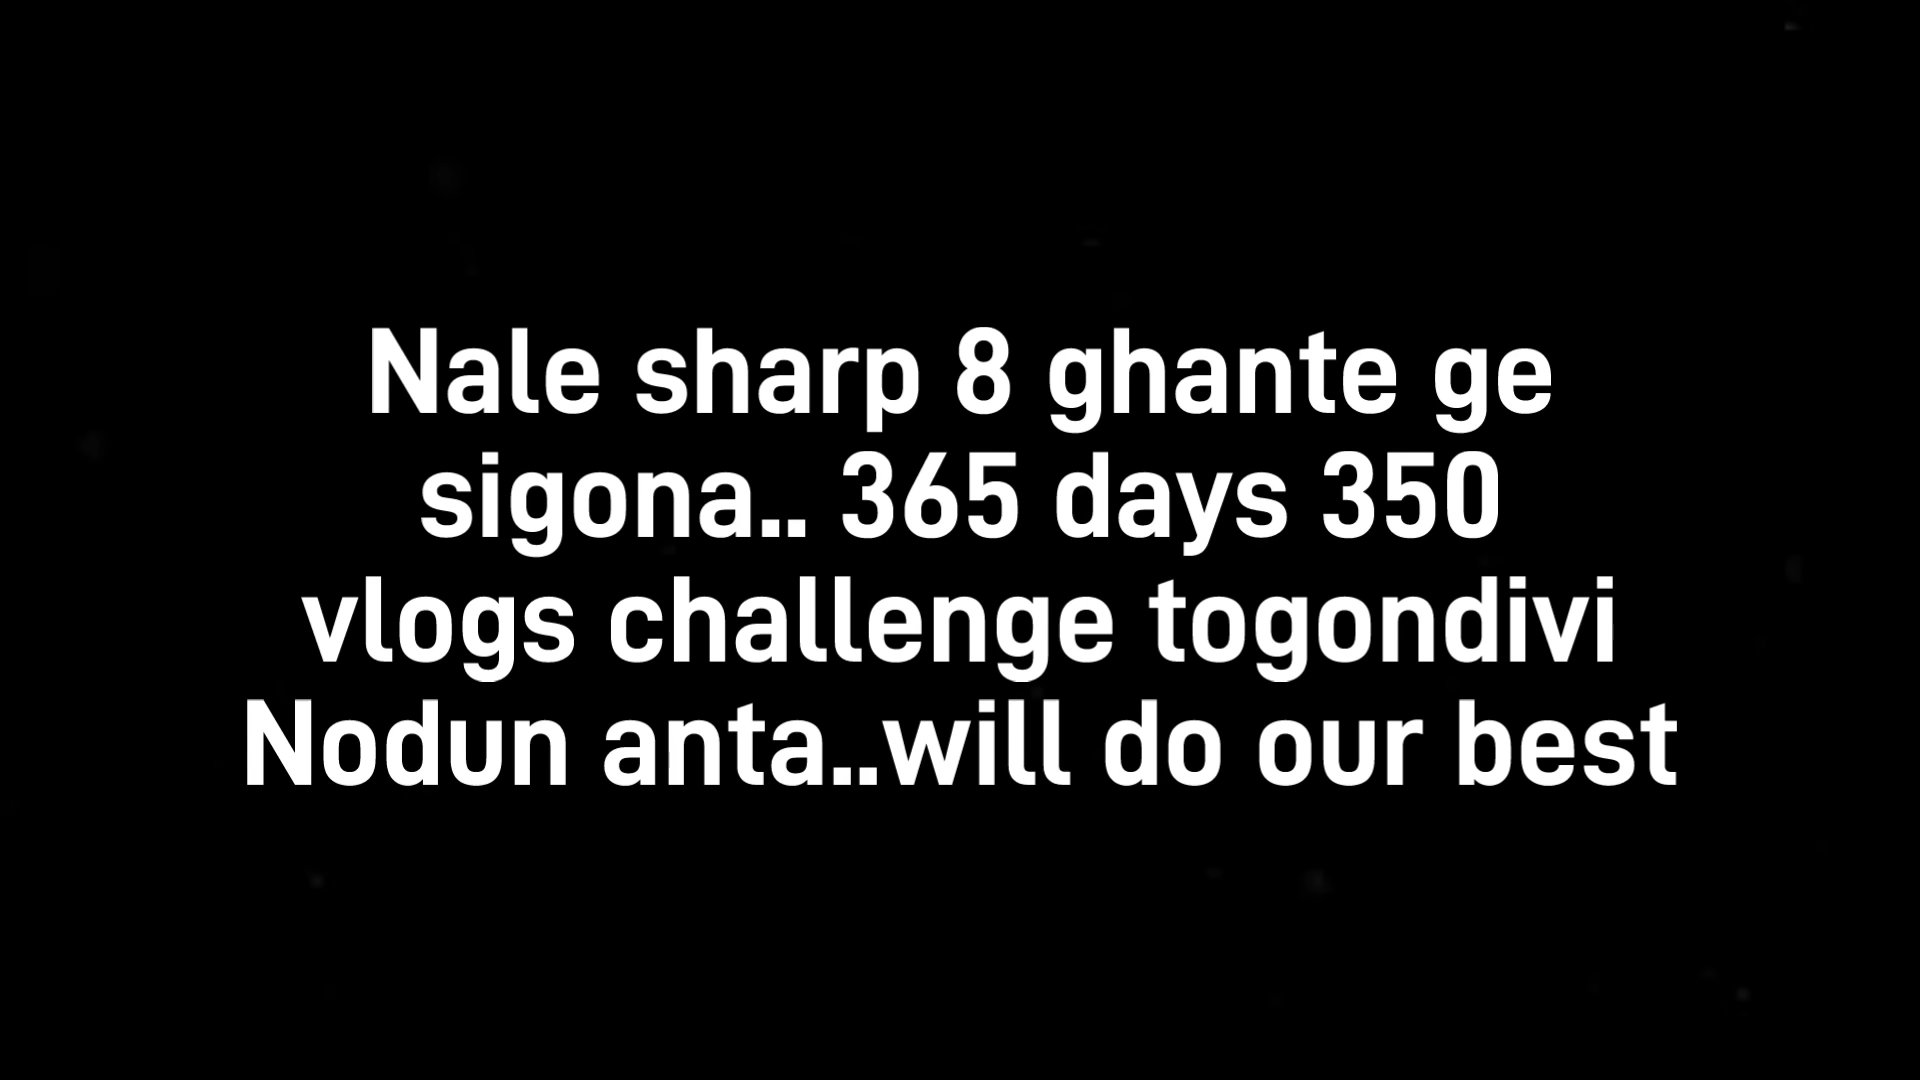 Nale sharp 8 ghante ge
sigona.. 365 days 350
vlogs challenge togondivi
Nodun anta..will do our best